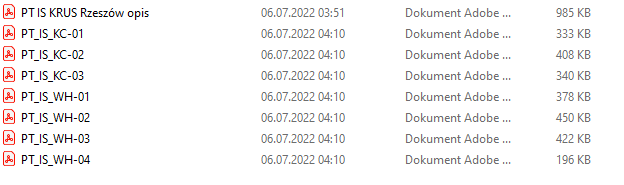 PT IS KRUS Rzeszów opis 06.07.2022 03:51 Dokument Adobe ... 985 KB
PT_IS_KC-01 06.07.2022 04:10 Dokument Adobe ... 333 KB
PT_IS_KC-02 06.07.2022 04:10 Dokument Adobe ... 408 KB
PT_IS_KC-03 06.07.2022 04:10 Dokument Adobe ... 340 KB
PT_IS_WH-01 06.07.2022 04:10 Dokument Adobe ... 378 KB
PT_IS_WH-02 06.07.2022 04:10 Dokument Adobe ... 450 KB
PT_IS_WH-03 06.07.2022 04:10 Dokument Adobe ... 422 KB
PT_IS_WH-04 06.07.2022 04:10 Dokument Adobe ... 196 KB